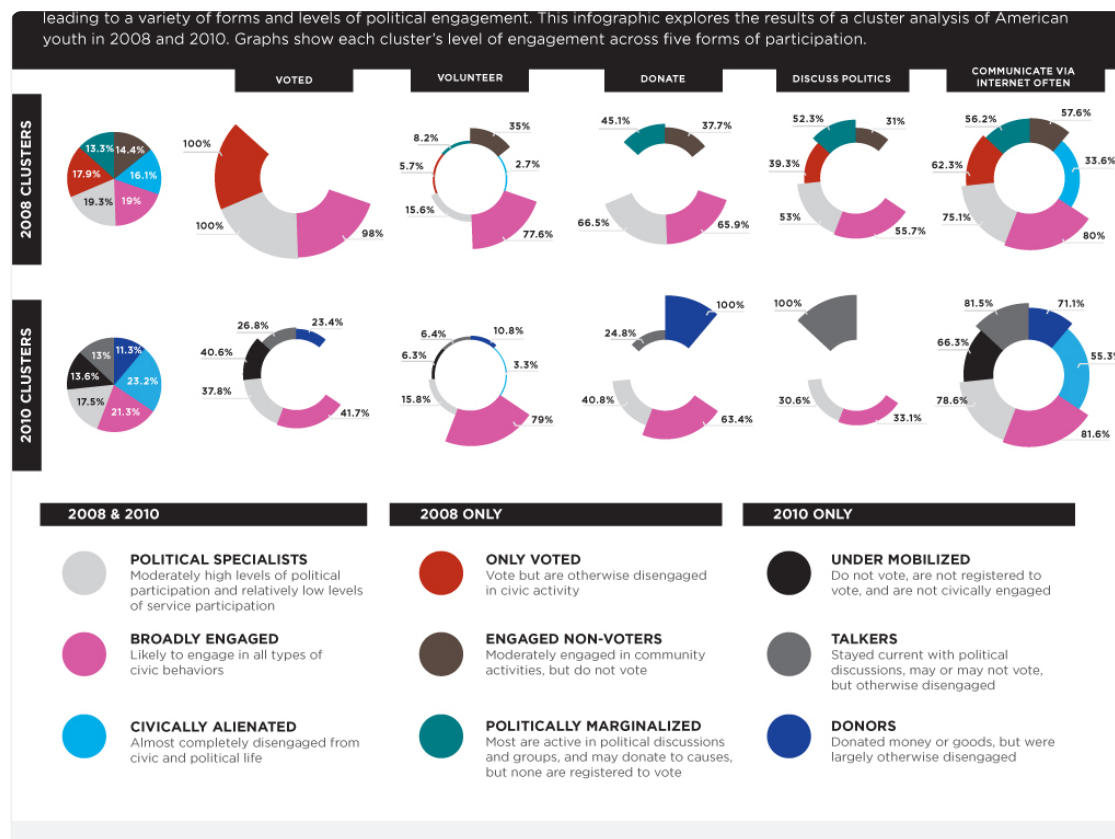 leading to a variety of forms and levels of political engagement. This infographic explores the results of a cluster analysis of American
youth in 2008 and 2010. Graphs show each cluster's level of engagement across five forms of participation.
VOTED
VOLUNTEER
DONATE
DISCUSS POLITICS
COMMUNICATE VIA
INTERNET OFTEN
2008 CLUSTERS
13.3%
14.4%
17.9%
16.1%
19.3%
19%
100%
100%
98%
8.2%
35%
5.7%
2.7%
15.6%
77.6%
45.1%
37.7%
66.5%
65.9%
52.3%
31%
39.3%
53%
55.7%
56.2%
57.6%
62.3%
33.6%
75.1%
80%
2010 CLUSTERS
13%
11.3%
13.6%
23.2%
17.5%
21.3%
26.8%
23.4%
40.6%
37.8%
41.7%
6.4%
10.8%
6.3%
3.3%
15.8%
79%
24.8%
100%
40.8%
63.4%
100%
30.6%
33.1%
81.5%
71.1%
66.3%
55.3%
78.6%
81.6%
2008 & 2010
POLITICAL SPECIALISTS
Moderately high levels of political
participation and relatively low levels
of service participation
BROADLY ENGAGED
Likely to engage in all types of
civic behaviors
CIVICALLY ALIENATED
Almost completely disengaged from
civic and political life
2008 ONLY
ONLY VOTED
Vote but are otherwise disengaged
in civic activity
ENGAGED NON-VOTERS
Moderately engaged in community
activities, but do not vote
POLITICALLY MARGINALIZED
Most are active in political discussions
and groups, and may donate to causes,
but none are registered to vote
2010 ONLY
UNDER MOBILIZED
Do not vote, are not registered to
vote, and are not civically engaged
TALKERS
Stayed current with political
discussions, may or may not vote,
but otherwise disengaged
DONORS
Donated money or goods, but were
largely otherwise disengaged